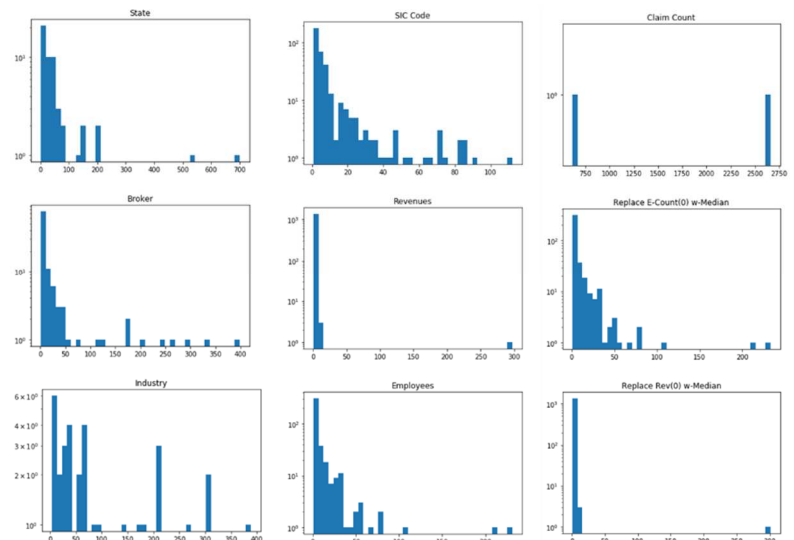 State
10¹
10⁰
0 100 200 300 400 500 600 700
SIC Code
10²
10¹
10⁰
0 20 40 60 80 100
Claim Count
10⁰
750 1000 1250 1500 1750 2000 2250 2500 2750
Broker
10¹
10⁰
0 50 100 150 200 250 300 350 400
Revenues
10³
10²
10¹
10⁰
0 50 100 150 200 250 300
Replace E-Count(0) w-Median
10²
10¹
10⁰
0 50 100 150 200
Industry
6 × 10⁰
4 × 10⁰
3 × 10⁰
2 × 10⁰
10⁰
0 50 100 150 200 250 300 350 400
Employees
10²
10¹
10⁰
Replace Rev(0) w-Median
10³
10²
10¹
10⁰